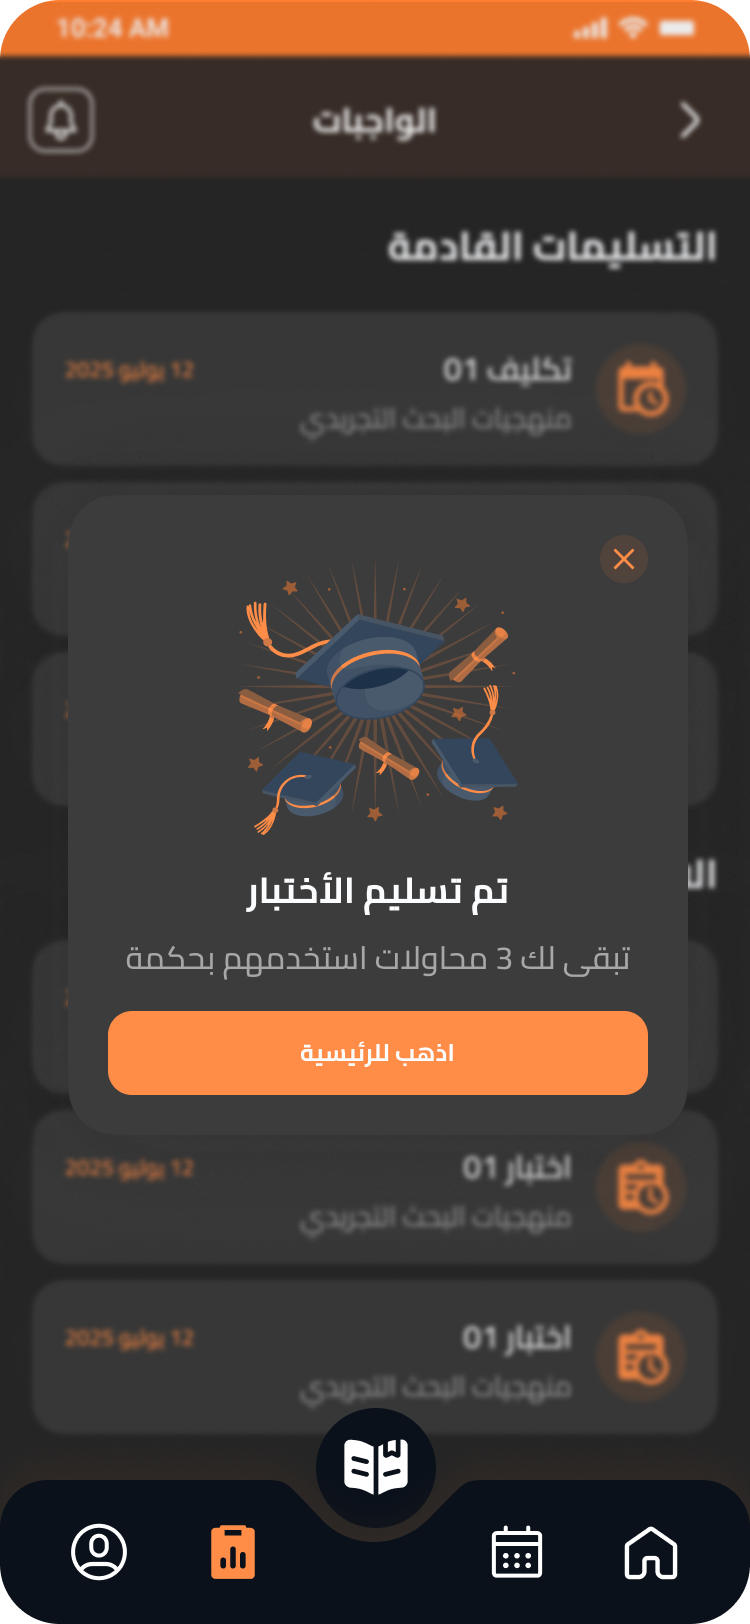 10:24 AM
الواجبات
التسليمات القادمة
تكليف 01
12 يوليو 2025
منهجيات البحث التجريدي
تم تسليم الأختبار
تبقى لك 3 محاولات استخدمهم بحكمة
اذهب للرئيسية
اختبار 01
12 يوليو 2025
منهجيات البحث التجريدي
اختبار 01
12 يوليو 2025
منهجيات البحث التجريدي